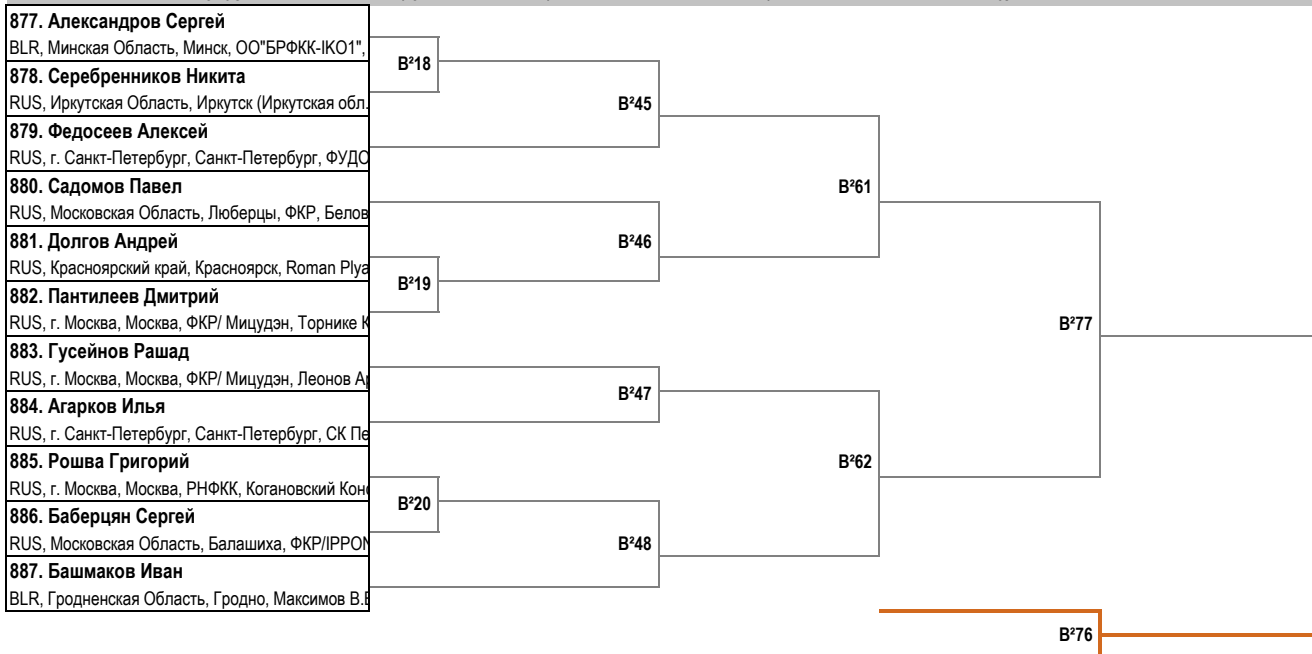 877. Александров Сергей
BLR, Минская Область, Минск, ОО"БРФКК-IKO1",
B²18
878. Серебренников Никита
RUS, Иркутская Область, Иркутск (Иркутская обл.
B²45
879. Федосеев Алексей
RUS, г. Санкт-Петербург, Санкт-Петербург, ФУДО
880. Садомов Павел
B²61
RUS, Московская Область, Люберцы, ФКР, Белов
881. Долгов Андрей
B²46
RUS, Красноярский край, Красноярск, Roman Plya
B²19
882. Пантилеев Дмитрий
RUS, г. Москва, Москва, ФКР/ Мицудэн, Торнике К
B²77
883. Гусейнов Рашад
RUS, г. Москва, Москва, ФКР/ Мицудэн, Леонов
B²47
884. Агарков Илья
RUS, г. Санкт-Петербург, Санкт-Петербург, СК Пе
885. Рошва Григорий
B²62
RUS, г. Москва, Москва, РНФКК, Когановский
B²20
886. Баберцян Сергей
RUS, Московская Область, Балашиха, ФКР/IPPON
B²48
887. Башмаков Иван
BLR, Гродненская Область, Гродно, Максимов
B²76